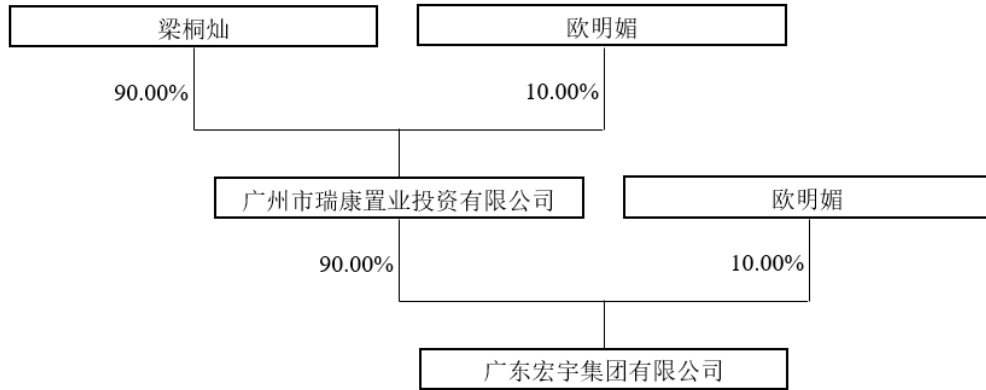 梁桐灿
欧明媚
90.00%
10.00%
广州市瑞康置业投资有限公司
欧明媚
90.00%
10.00%
广东宏宇集团有限公司